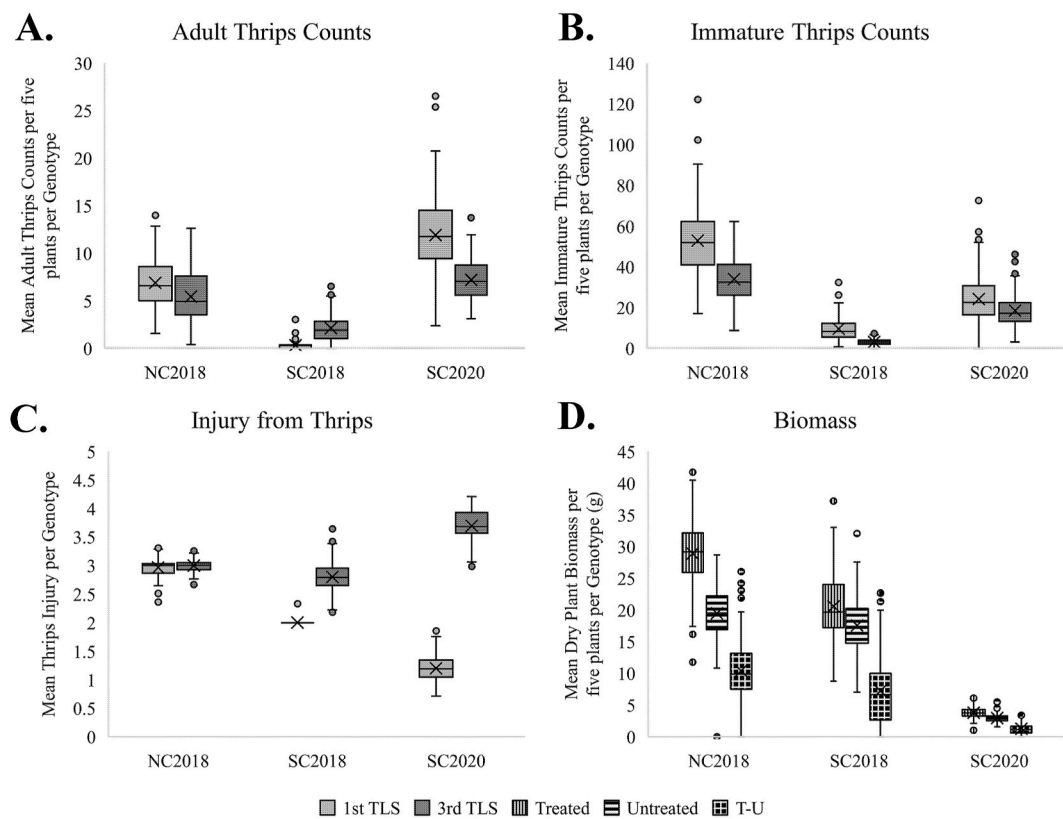 A.
Adult Thrips Counts
Mean Adult Thrips Counts per five
plants per Genotype
30
25
20
15
10
5
0
NC2018 SC2018 SC2020
B.
Immature Thrips Counts
Mean Immature Thrips Counts per
five plants per Genotype
140
120
100
80
60
40
20
0
NC2018 SC2018 SC2020
C.
Injury from Thrips
Mean Thrips Injury per Genotype
5
4.5
4
3.5
3
2.5
2
1.5
1
0.5
0
NC2018 SC2018 SC2020
D.
Biomass
Mean Dry Plant Biomass per
five plants per Genotype (g)
45
40
35
30
25
20
15
10
5
0
NC2018 SC2018 SC2020
1st TLS 3rd TLS Treated Untreated T-U